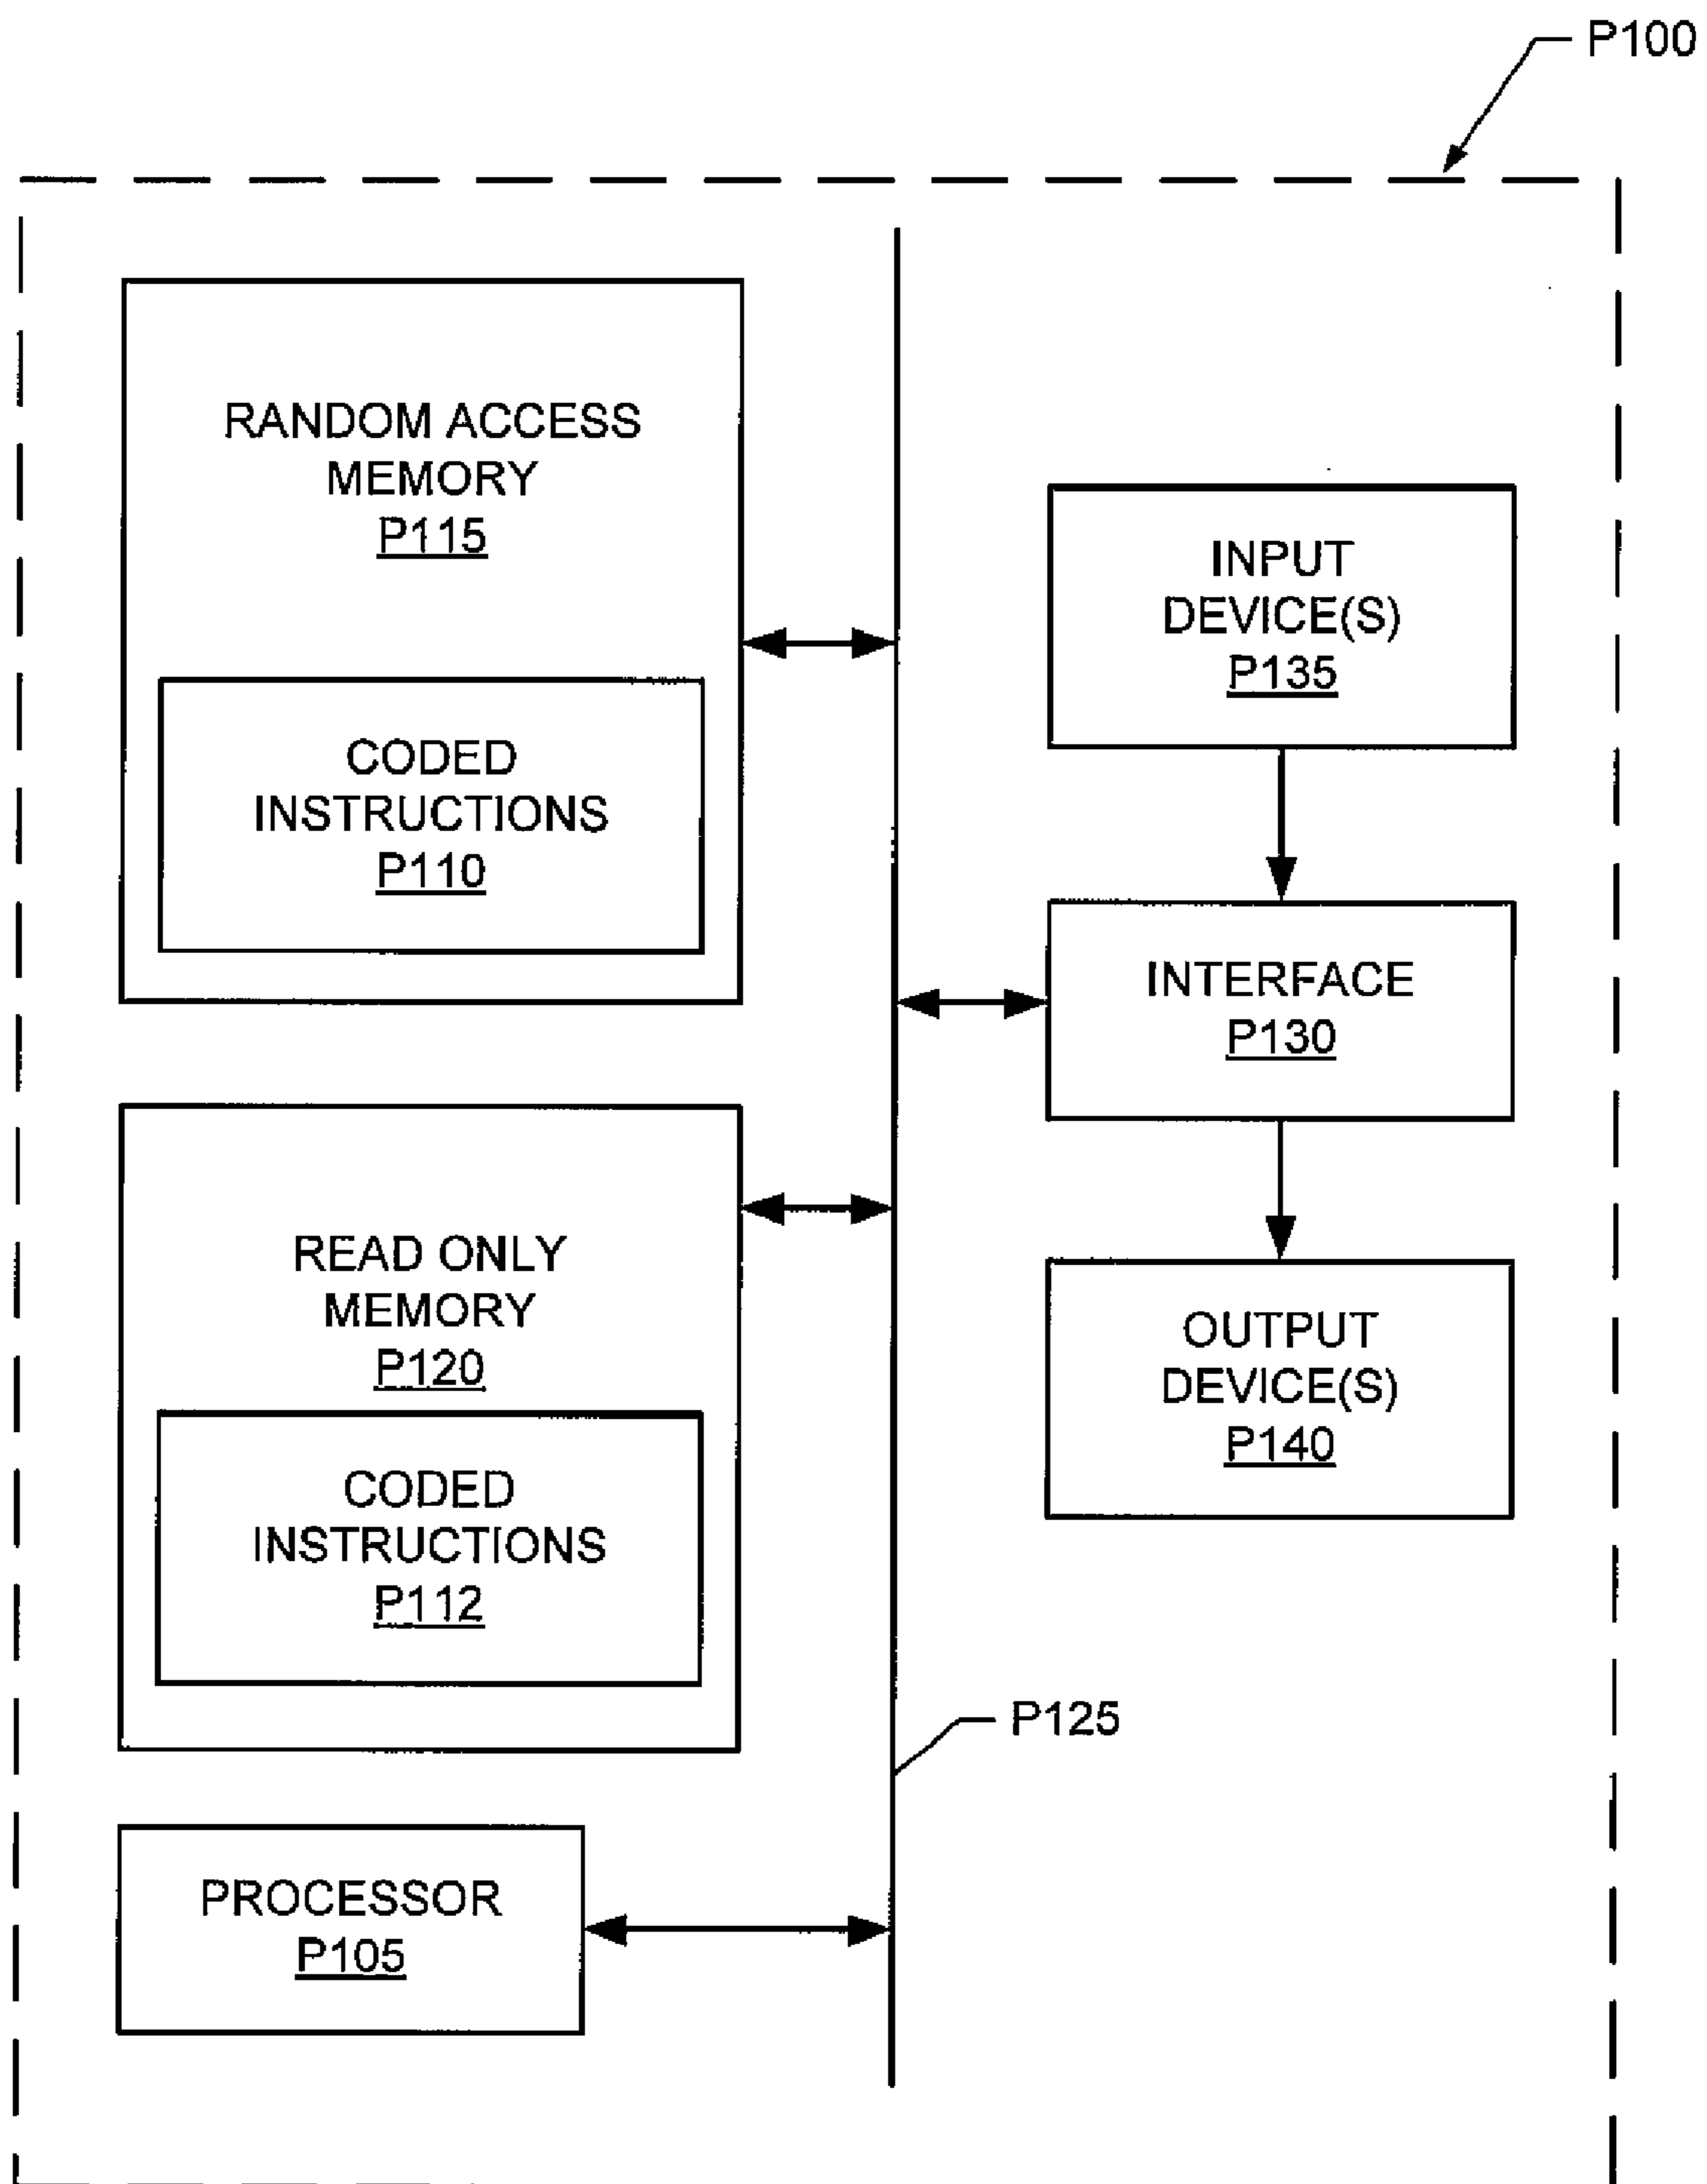 P100
RANDOM ACCESS
MEMORY
P115
CODED
INSTRUCTIONS
P110
INPUT
DEVICE(S)
P135
INTERFACE
P130
READ ONLY
MEMORY
P120
CODED
INSTRUCTIONS
P112
OUTPUT
DEVICE(S)
P140
P125
PROCESSOR
P105